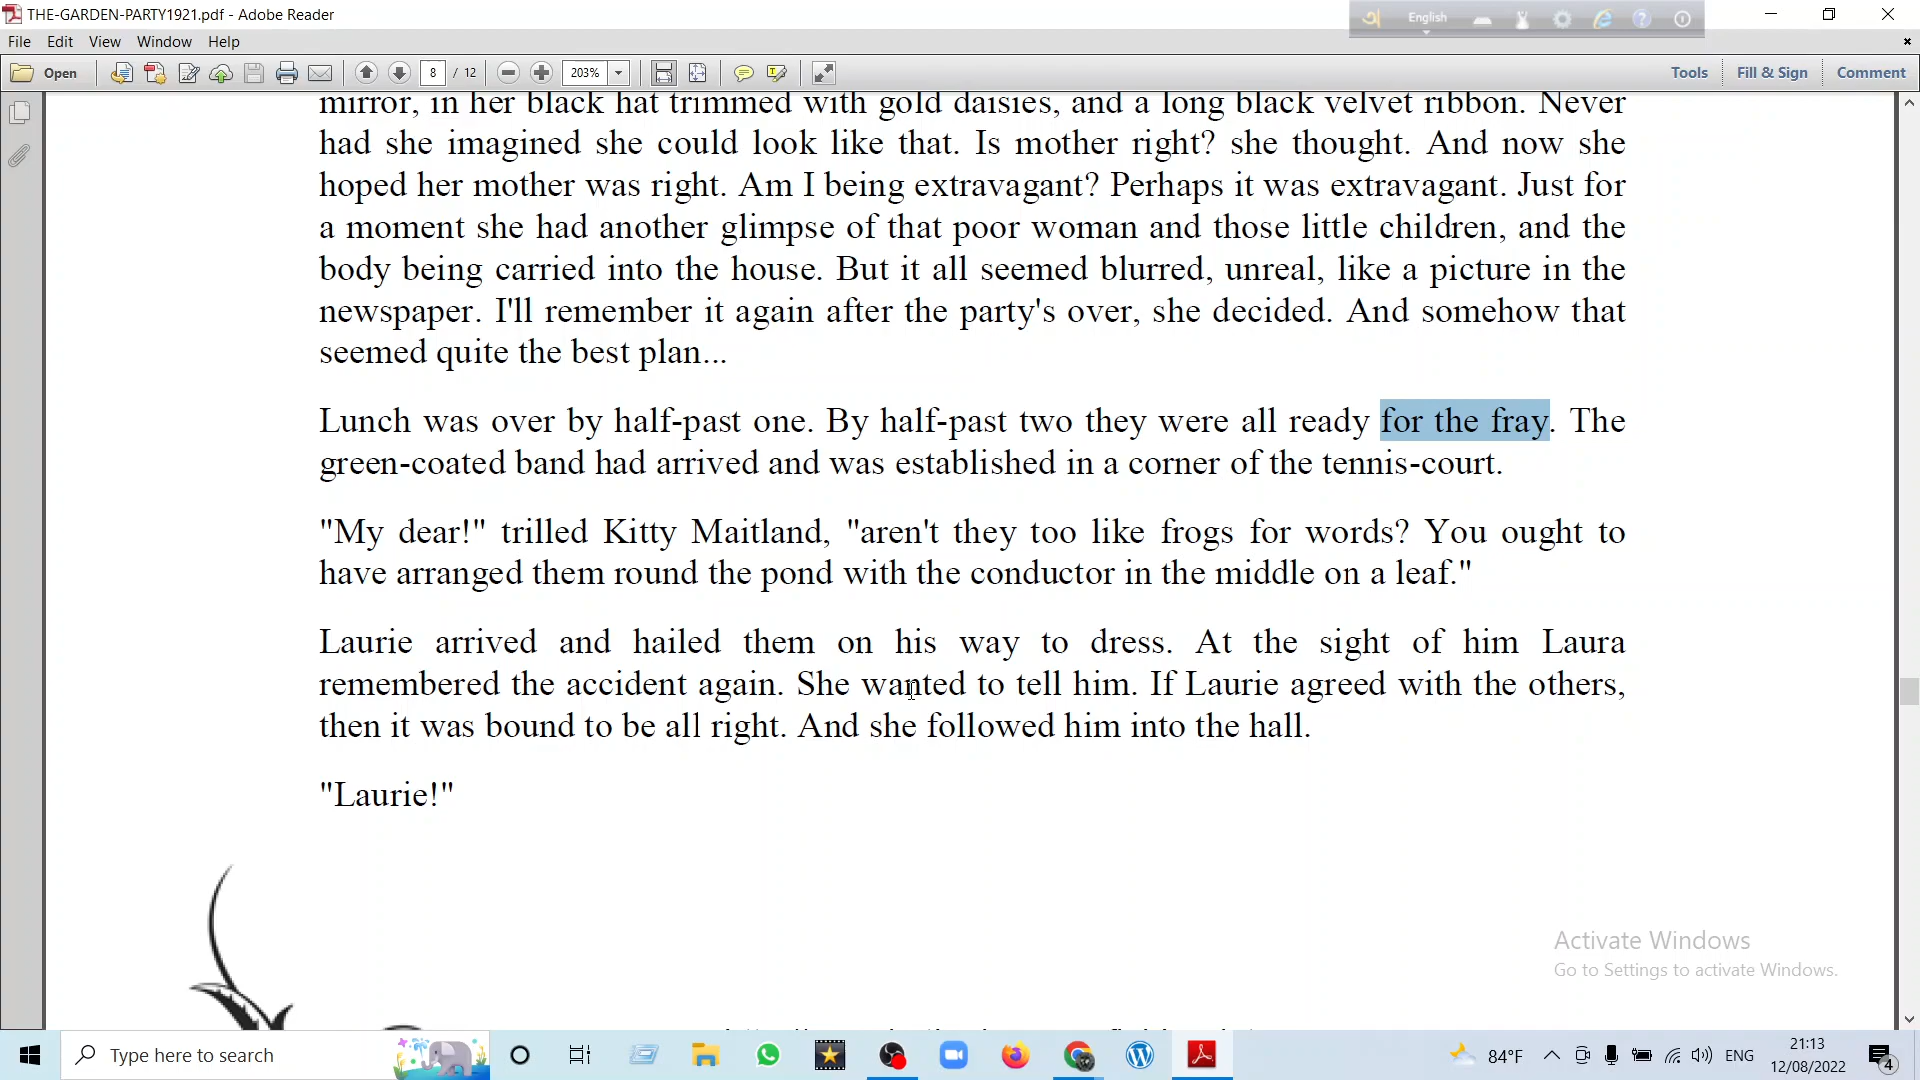 THE-GARDEN-PARTY1921.pdf - Adobe Reader
English
File Edit View Window Help
Open 8 / 12 203% Tools Fill & Sign Comment
mirror, in her black hat trimmed with gold daisies, and a long black velvet ribbon. Never
had she imagined she could look like that. Is mother right? she thought. And now she
hoped her mother was right. Am I being extravagant? Perhaps it was extravagant. Just for
a moment she had another glimpse of that poor woman and those little children, and the
body being carried into the house. But it all seemed blurred, unreal, like a picture in the
newspaper. I'll remember it again after the party's over, she decided. And somehow that
seemed quite the best plan...
Lunch was over by half-past one. By half-past two they were all ready for the fray. The
green-coated band had arrived and was established in a corner of the tennis-court.
"My dear!" trilled Kitty Maitland, "aren't they too like frogs for words? You ought to
have arranged them round the pond with the conductor in the middle on a leaf."
Laurie arrived and hailed them on his way to dress. At the sight of him Laura
remembered the accident again. She wanted to tell him. If Laurie agreed with the others,
then it was bound to be all right. And she followed him into the hall.
"Laurie!"
Activate Windows
Go to Settings to activate Windows.
Type here to search
84°F
ENG
21:13
12/08/2022
4